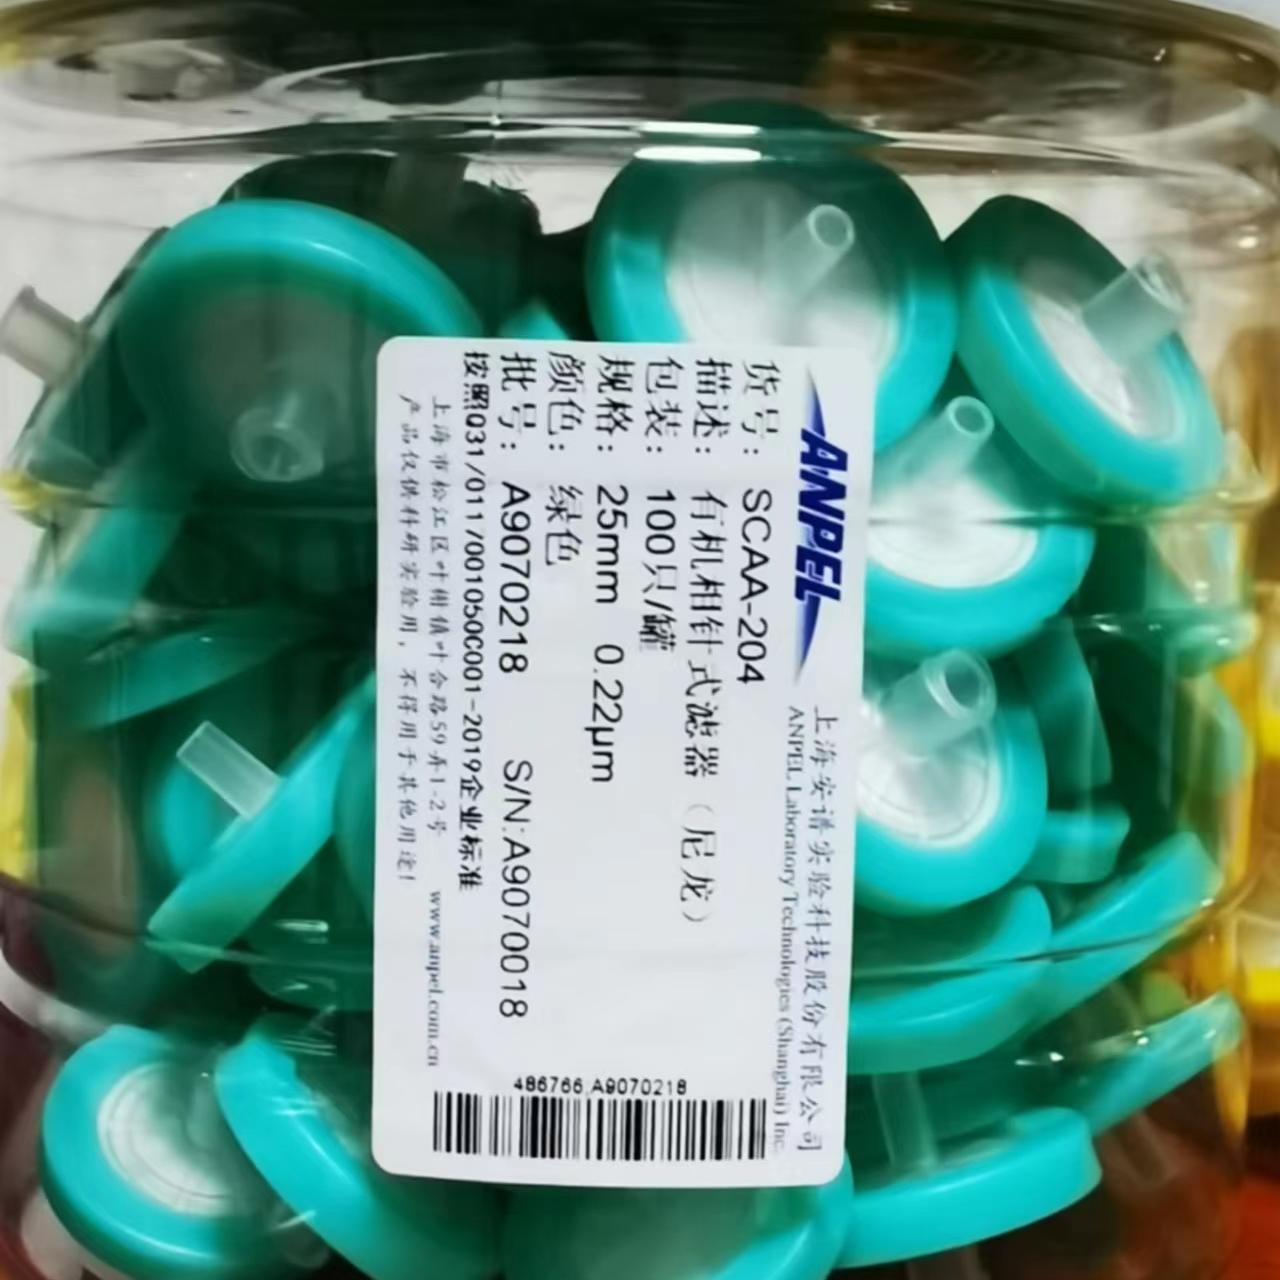 ANPEL
上海安谱实验科技股份有限公司
ANPEL Laboratory Technologies (Shanghai) Inc.
货号: SCAA-204
描述: 有机相针式滤器 (尼龙)
包装: 100只/罐
规格: 25mm 0.22μm
颜色: 绿色
批号: A9070218 S/N:A9070018
按照Q31/0117001050C001-2019企业标准
上海市松江区叶榭镇叶合路59弄1-2号 www.anpel.com.cn
产品仅供科研实验用，不得用于其他用途!
486766 A9070218